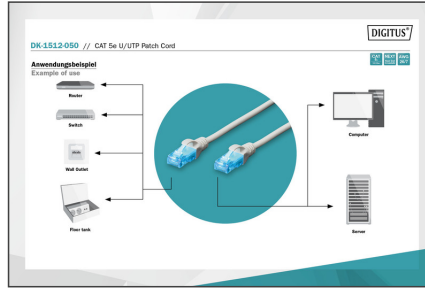 DIGITUS®
DK-1512-050 // CAT 5e U/UTP Patch Cord
Anwendungsbeispiel
Example of use
Router
Switch
Wall Outlet
Floor tank
Computer
Server